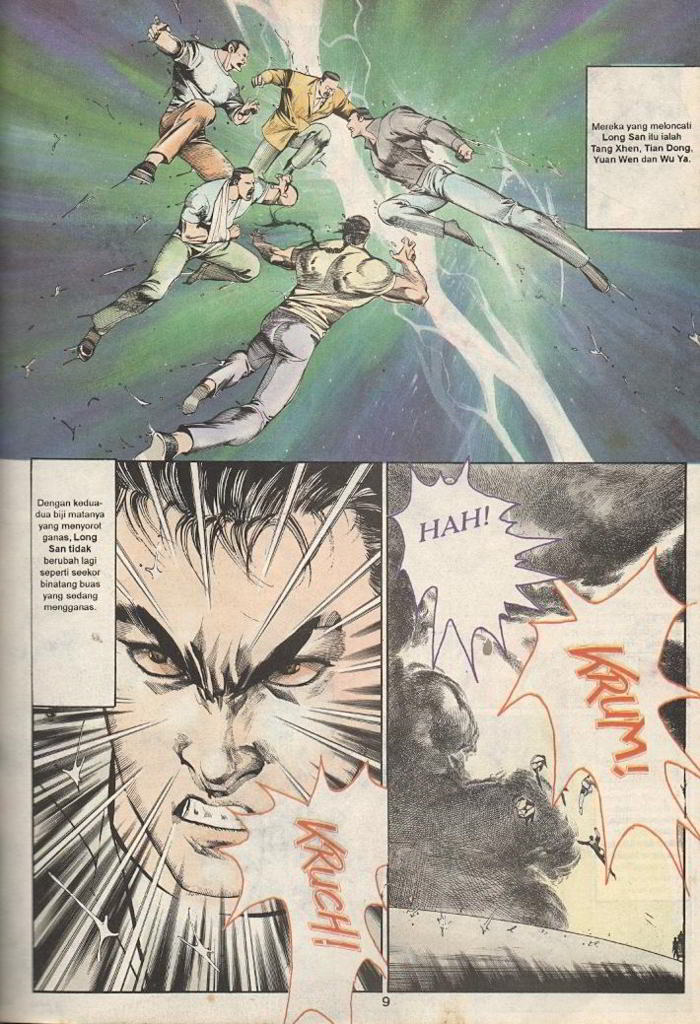 Mereka yang meloncati
Long San itu ialah
Tang Xhen, Tian Dong,
Yuan Wen dan Wu Ya.
Dengan kedua-
dua biji matanya
yang menyorot
ganas, Long
San tidak
berubah lagi
seperti seekor
binatang buas
yang sedang
mengganas.
KRUCH!
HAH!
KRUM!
9